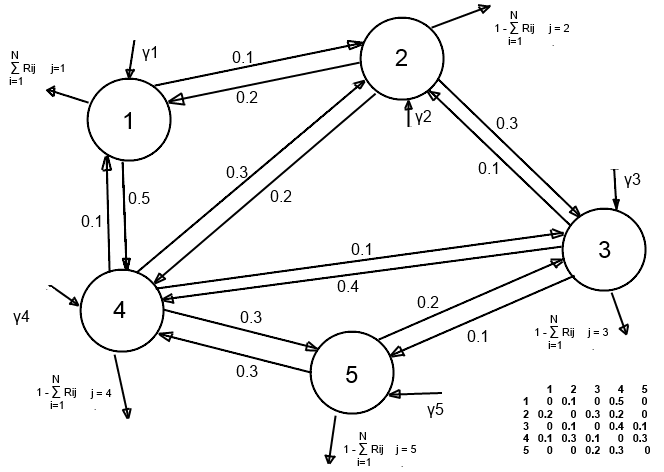 N
∑ Rij j=1
i=1
γ1
0.1
0.2
2
N
1 - ∑ Rij j = 2
i=1
γ2
1
0.3
0.1
γ3
0.3
0.2
0.5
0.1
3
0.1
0.4
N
1 - ∑ Rij j = 3
i=1
γ4
4
0.3
0.3
0.2
0.1
5
γ5
N
1 - ∑ Rij j = 4
i=1
N
1 - ∑ Rij j = 5
i=1
1 2 3 4 5
1 0 0.1 0 0.5 0
2 0.2 0 0.3 0.2 0
3 0 0.1 0 0.4 0.1
4 0.1 0.3 0.1 0 0.3
5 0 0 0.2 0.3 0